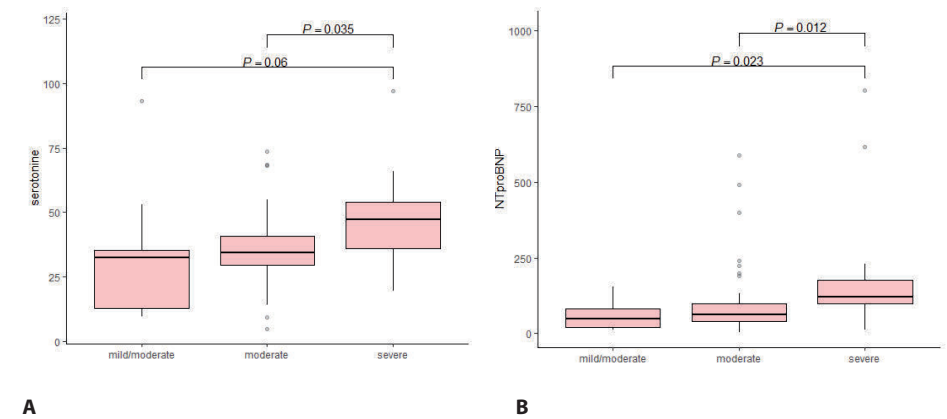 125
100
75
50
25
0
serotonine
P = 0.035
P = 0.06
mild/moderate moderate severe
A
1000
750
500
250
0
NTproBNP
P = 0.012
P = 0.023
mild/moderate moderate severe
B